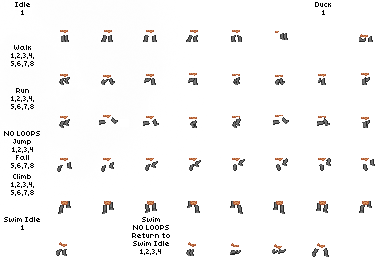 Idle
1
Duck
1
Walk
1,2,3,4,
5,6,7,8
Run
1,2,3,4,
5,6,7,8
NO LOOPS
Jump
1,2,3,4
Fall
5,6,7,8
Climb
1,2,3,4,
5,6,7,8
Swim Idle
1
Swim
NO LOOPS
Return to
Swim Idle
1,2,3,4